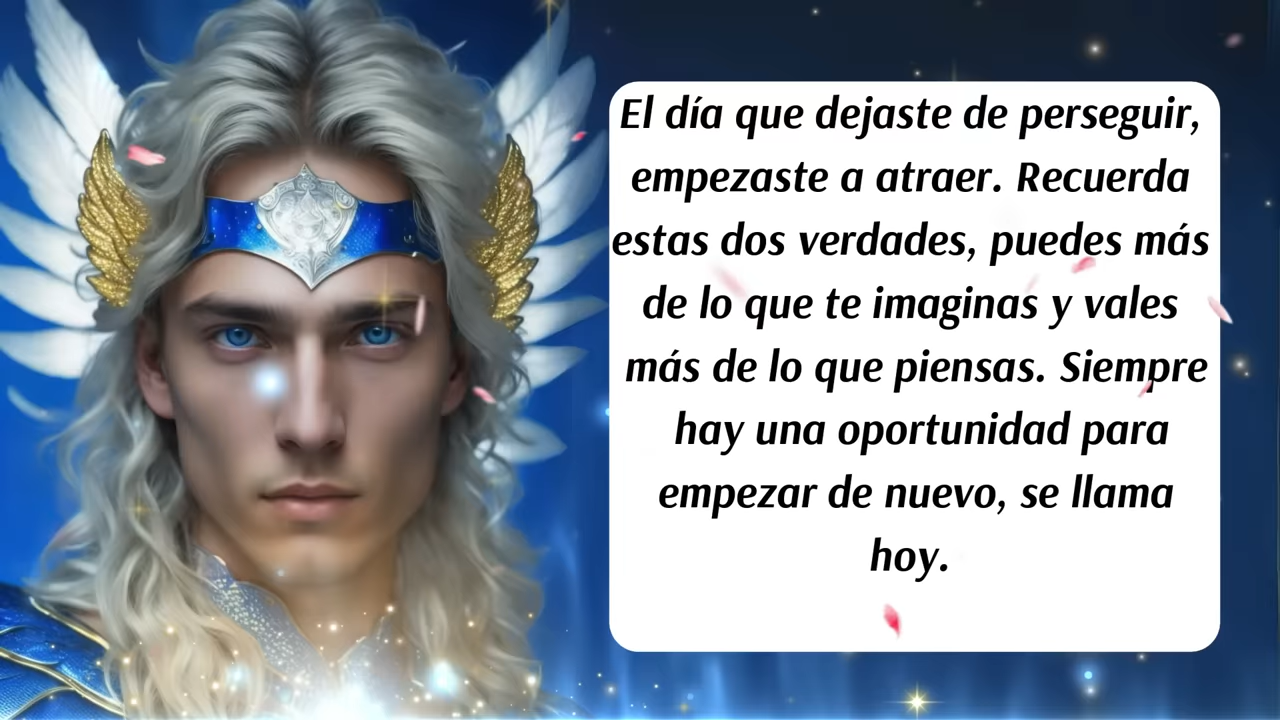 El día que dejaste de perseguir,
empezaste a atraer. Recuerda
estas dos verdades, puedes más
de lo que te imaginas y vales
más de lo que piensas. Siempre
hay una oportunidad para
empezar de nuevo, se llama
hoy.